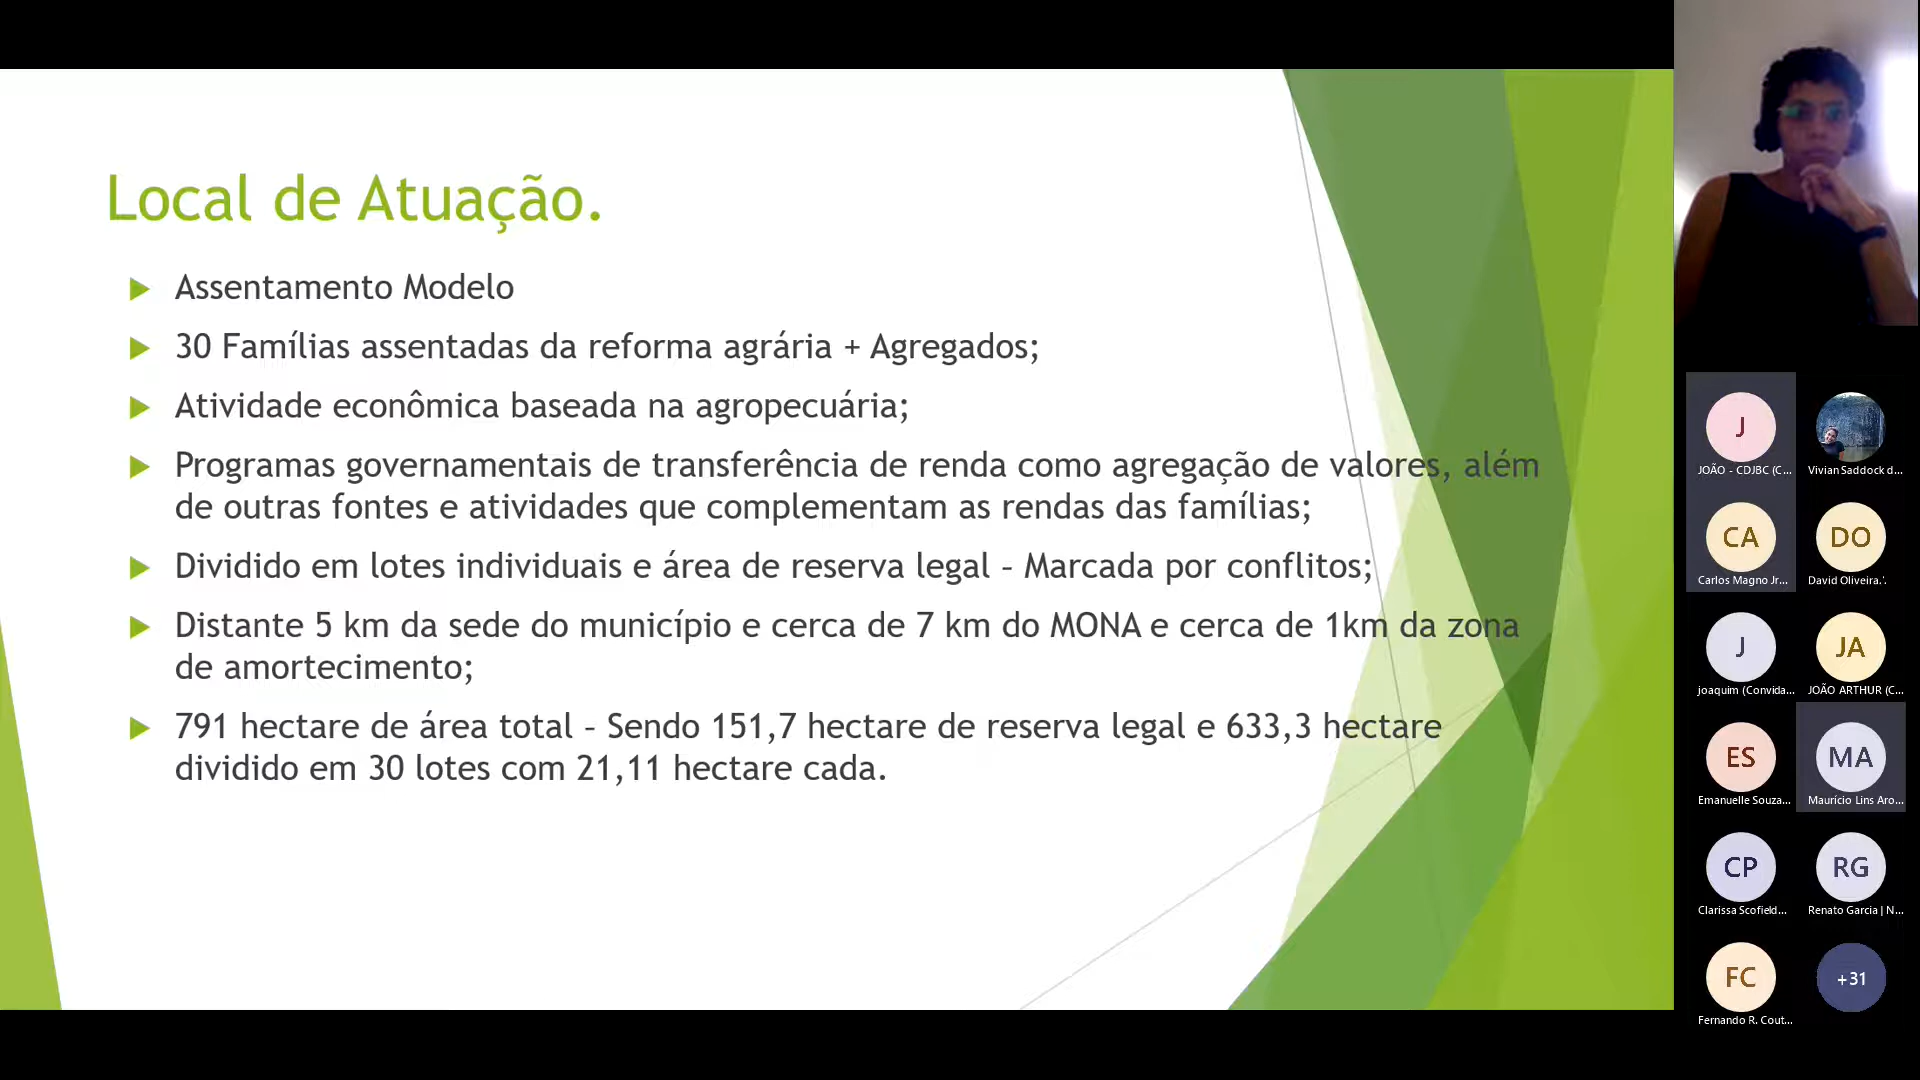 Local de Atuação.
Assentamento Modelo
30 Famílias assentadas da reforma agrária + Agregados;
Atividade econômica baseada na agropecuária;
Programas governamentais de transferência de renda como agregação de valores, além
de outras fontes e atividades que complementam as rendas das famílias;
Dividido em lotes individuais e área de reserva legal – Marcada por conflitos;
Distante 5 km da sede do município e cerca de 7 km do MONA e cerca de 1km da zona
de amortecimento;
791 hectare de área total – Sendo 151,7 hectare de reserva legal e 633,3 hectare
dividido em 30 lotes com 21,11 hectare cada.
J
JOÃO - CDJBC (C...
Vivian Saddock d...
CA
Carlos Magno Jr...
DO
David Oliveira.'.
J
joaquim (Convida...
JA
JOÃO ARTHUR (C...
ES
Emanuelle Souza...
MA
Maurício Lins Aro...
CP
Clarissa Scofield...
RG
Renato Garcia | N...
FC
Fernando R. Cout...
+31